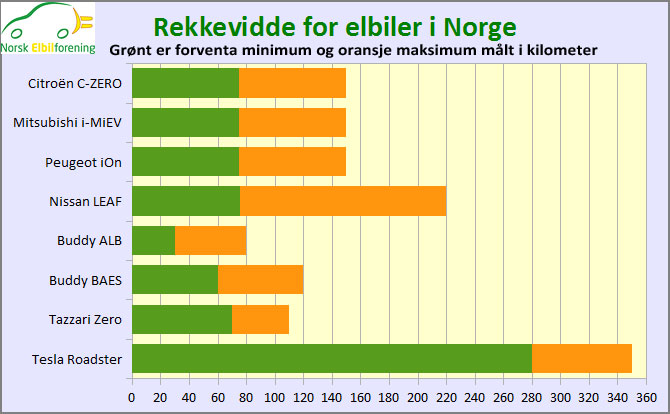 Norsk Elbilforening
Rekkevidde for elbiler i Norge
Grønt er forventa minimum og oransje maksimum målt i kilometer
Citroën C-ZERO
Mitsubishi i-MiEV
Peugeot iOn
Nissan LEAF
Buddy ALB
Buddy BAES
Tazzari Zero
Tesla Roadster
0 20 40 60 80 100 120 140 160 180 200 220 240 260 280 300 320 340 360